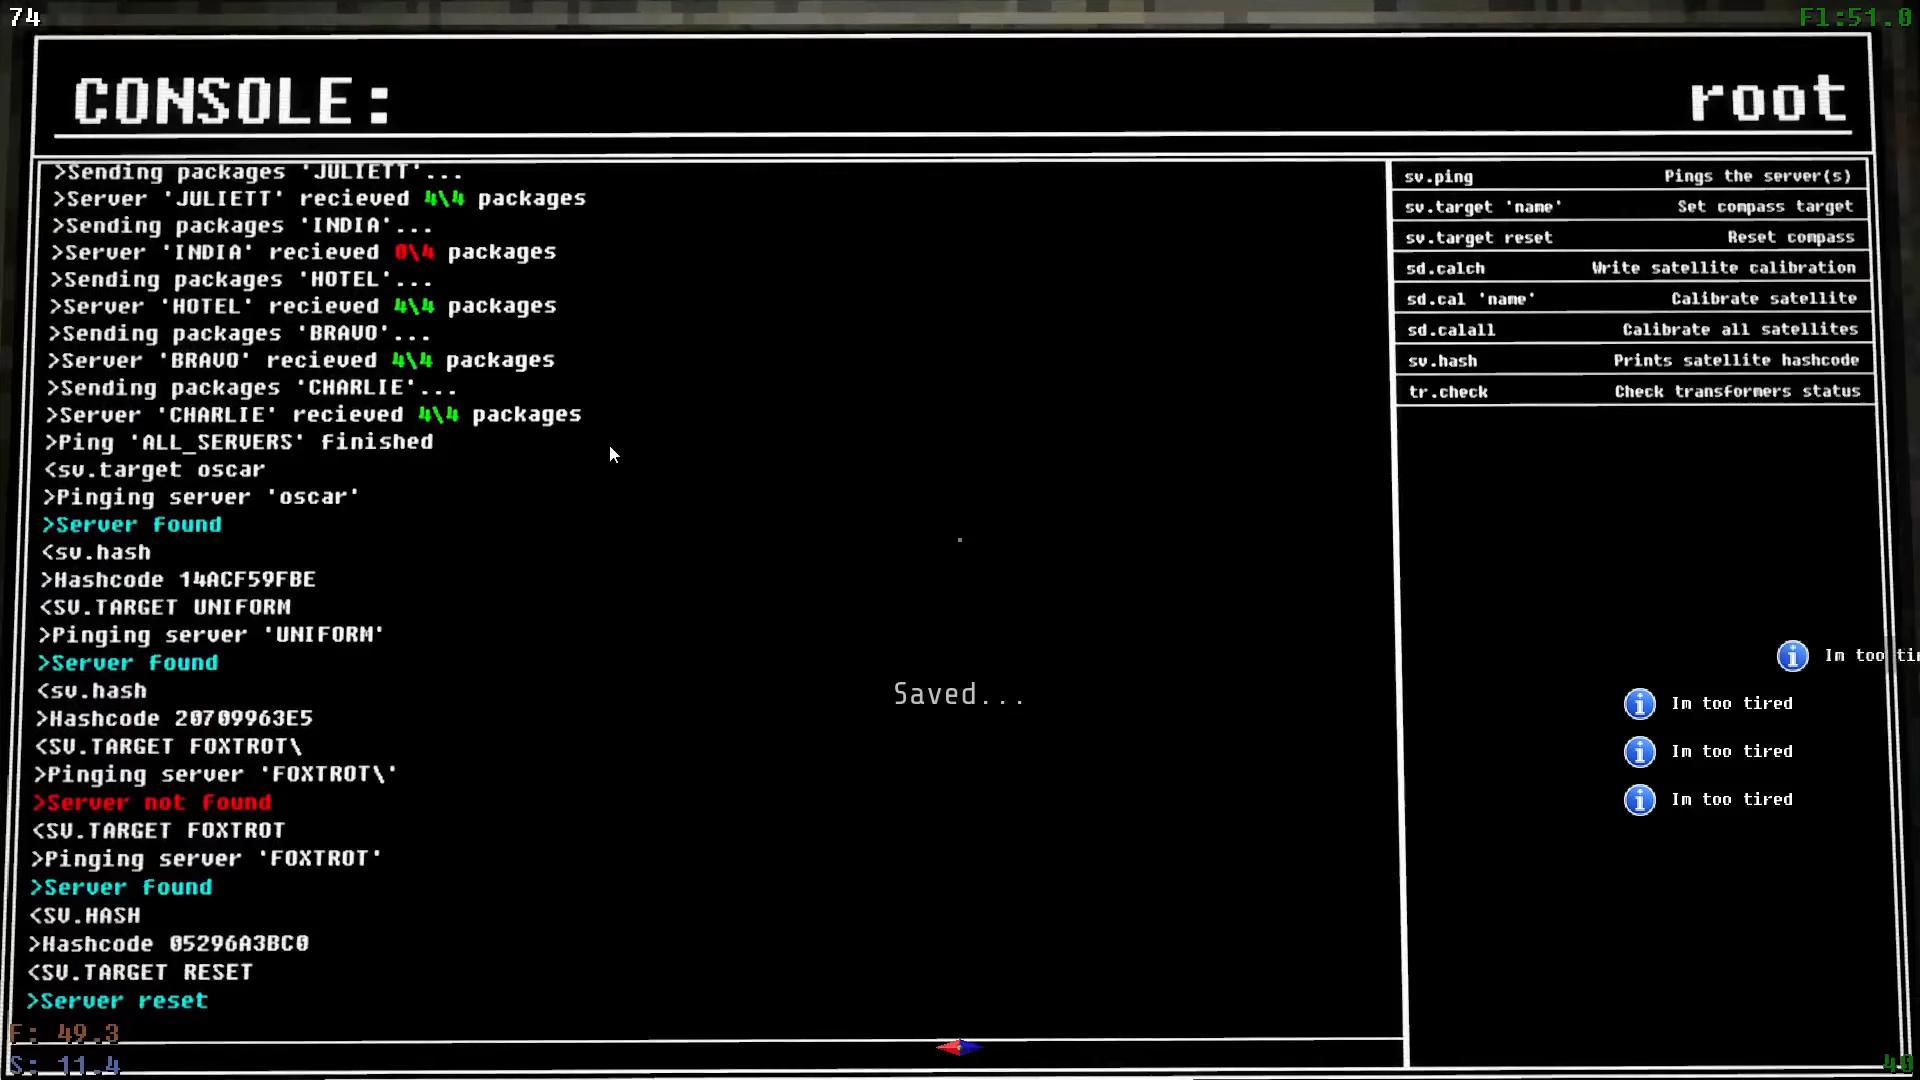 74
F1:51.0
CONSOLE:
root
>Sending packages 'JULIETT'...
>Server 'JULIETT' recieved 4\4 packages
>Sending packages 'INDIA'...
>Server 'INDIA' recieved 0\4 packages
>Sending packages 'HOTEL'...
>Server 'HOTEL' recieved 4\4 packages
>Sending packages 'BRAVO'...
>Server 'BRAVO' recieved 4\4 packages
>Sending packages 'CHARLIE'...
>Server 'CHARLIE' recieved 4\4 packages
>Ping 'ALL_SERVERS' finished
<sv.target oscar
>Pinging server 'oscar'
>Server found
<sv.hash
>Hashcode 14ACF59FBE
<SV.TARGET UNIFORM
>Pinging server 'UNIFORM'
>Server found
<sv.hash
>Hashcode 20709963E5
<SV.TARGET FOXTROT\
>Pinging server 'FOXTROT\'
>Server not found
<SV.TARGET FOXTROT
>Pinging server 'FOXTROT'
>Server found
<SV.HASH
>Hashcode 05296A3BC0
<SV.TARGET RESET
>Server reset
sv.ping Pings the server(s)
sv.target 'name' Set compass target
sv.target reset Reset compass
sd.calch Write satellite calibration
sd.cal 'name' Calibrate satellite
sd.calall Calibrate all satellites
sv.hash Prints satellite hashcode
tr.check Check transformers status
Saved...
Im too tir
Im too tired
Im too tired
Im too tired
F: 49.3
S: 11.4
40